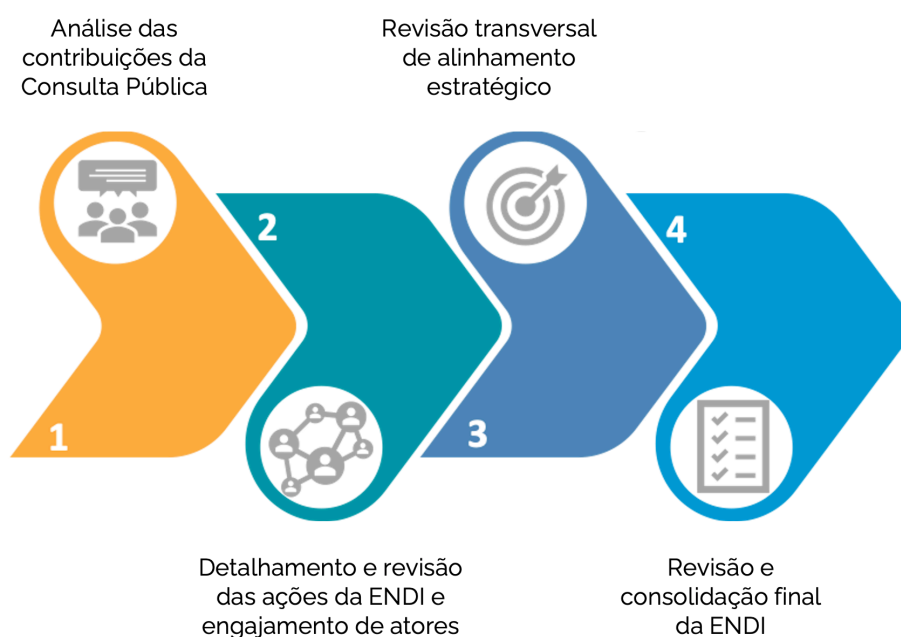 Análise das
contribuições da
Consulta Pública
Revisão transversal
de alinhamento
estratégico
1
2
3
4
Detalhamento e revisão
das ações da ENDI e
engajamento de atores
Revisão e
consolidação final
da ENDI